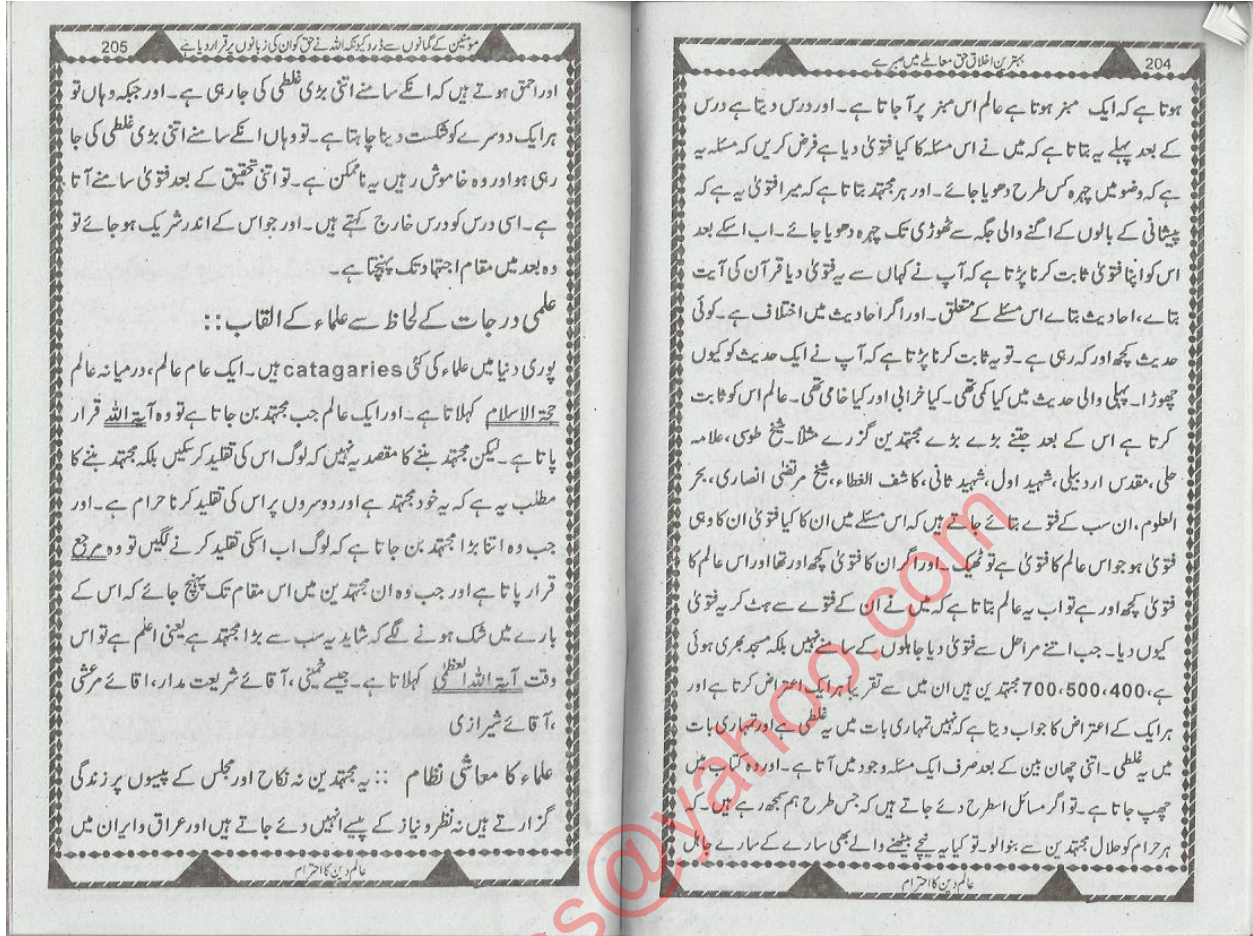 204
بہترین اخلاق حق معاملے میں صبر ہے
ہوتا ہے کہ ایک منبر ہوتا ہے عالم اس منبر پر آ جاتا ہے۔ اور درس دیتا ہے درس
کے بعد پہلے یہ بتاتا ہے کہ میں نے اس مسئلہ کا کیا فتویٰ دیا ہے فرض کریں کہ مسئلہ یہ
ہے کہ وضو میں چہرہ کس طرح دھویا جائے۔ اور ہر مجتہد بتاتا ہے کہ میرا فتویٰ یہ ہے کہ
پیشانی کے بالوں کے اگنے والی جگہ سے ٹھوڑی تک چہرہ دھویا جائے۔ اب اسکے بعد
اس کو اپنا فتویٰ ثابت کرنا پڑتا ہے کہ آپ نے کہاں سے یہ فتویٰ دیا قرآن کی آیت
بتائے، احادیث بتائے اس مسئلے کے متعلق۔ اور اگر احادیث میں اختلاف ہے۔ کوئی
حدیث کچھ اور کہ رہی ہے۔ تو یہ ثابت کرنا پڑتا ہے کہ آپ نے ایک حدیث کو کیوں
چھوڑا۔ پہلی والی حدیث میں کیا کمی تھی۔ کیا خرابی اور کیا خامی تھی۔ عالم اس کو ثابت
کرتا ہے اس کے بعد جتنے بڑے بڑے مجتہدین گزرے مثلاً۔ شیخ طوسی، علامہ
حلی، مقدس اردبیلی، شہید اول، شہید ثانی، کاشف الغطاء، شیخ مرتضیٰ انصاری، بحر
العلوم، ان سب کے فتوے بتائے جاتے ہیں کہ اس مسئلے میں ان کا کیا فتویٰ ان کا وہی
فتویٰ ہو جو اس عالم کا فتویٰ ہے تو ٹھیک۔ اور اگر ان کا فتویٰ کچھ اور تھا اور اس عالم کا
فتویٰ کچھ اور ہے تو اب یہ عالم بتاتا ہے کہ میں نے ان کے فتوے سے ہٹ کر یہ فتویٰ
کیوں دیا۔ جب اتنے مراحل سے فتویٰ دیا جاہلوں کے سامنے نہیں بلکہ مسجد بھری ہوئی
ہے، 400، 500، 700 مجتہدین ہیں ان میں سے تقریباً ہر ایک اعتراض کرتا ہے اور
ہر ایک کے اعتراض کا جواب دیتا ہے کہ نہیں تمہاری بات میں یہ غلطی ہے اور تمہاری بات
میں یہ غلطی۔ اتنی چھان بین کے بعد صرف ایک مسئلہ وجود میں آتا ہے۔ اور وہ کتاب میں
چھپ جاتا ہے۔ تو اگر مسائل اسطرح دئے جاتے ہیں کہ جس طرح ہم سمجھ رہے ہیں۔ کہ
ہر حرام کو حلال مجتہدین سے بنوالو۔ تو کیا یہ نیچے بیٹھنے والے بھی سارے کے سارے جاہل
عالم دین کا احترام
مومنین کے گمانوں سے ڈرو کیونکہ اللہ نے حق کو ان کی زبانوں پر قرار دیا ہے
205
اور احمق ہوتے ہیں کہ انکے سامنے اتنی بڑی غلطی کی جا رہی ہے۔ اور جبکہ وہاں تو
ہر ایک دوسرے کو شکست دینا چاہتا ہے۔ تو وہاں انکے سامنے اتنی بڑی غلطی کی جا
رہی ہو اور وہ خاموش رہیں یہ ناممکن ہے۔ تو اتنی تحقیق کے بعد فتویٰ سامنے آتا
ہے۔ اسی درس کو درس خارج کہتے ہیں۔ اور جو اس کے اندر شریک ہو جائے تو
وہ بعد میں مقام اجتہاد تک پہنچتا ہے۔
علمی درجات کے لحاظ سے علماء کے القاب ::
پوری دنیا میں علماء کی کئی catagaries ہیں۔ ایک عام عالم، درمیانہ عالم
حجۃ الاسلام کہلاتا ہے۔ اور ایک عالم جب مجتہد بن جاتا ہے تو وہ آیۃ اللہ قرار
پاتا ہے۔ لیکن مجتہد بننے کا مقصد یہ نہیں کہ لوگ اس کی تقلید کر سکیں بلکہ مجتہد بننے کا
مطلب یہ ہے کہ یہ خود مجتہد ہے اور دوسروں پر اس کی تقلید کرنا حرام ہے۔ اور
جب وہ اتنا بڑا مجتہد بن جاتا ہے کہ لوگ اب اسکی تقلید کرنے لگیں تو وہ مرجع
قرار پاتا ہے اور جب وہ ان مجتہدین میں اس مقام تک پہنچ جائے کہ اس کے
بارے میں شک ہونے لگے کہ شاید یہ سب سے بڑا مجتہد ہے یعنی اعلم ہے تو اس
وقت آیۃ اللہ العظمٰی کہلاتا ہے۔ جیسے خمینی، آقائے شریعت مدار، اقائے مرعشی
، آقائے شیرازی
علماء کا معاشی نظام :: یہ مجتہدین نہ نکاح اور مجلس کے پیسوں پر زندگی
گزارتے ہیں نہ نظر و نیاز کے پیسے انہیں دئے جاتے ہیں اور عراق و ایران میں
عالم دین کا احترام
s@yahoo.com